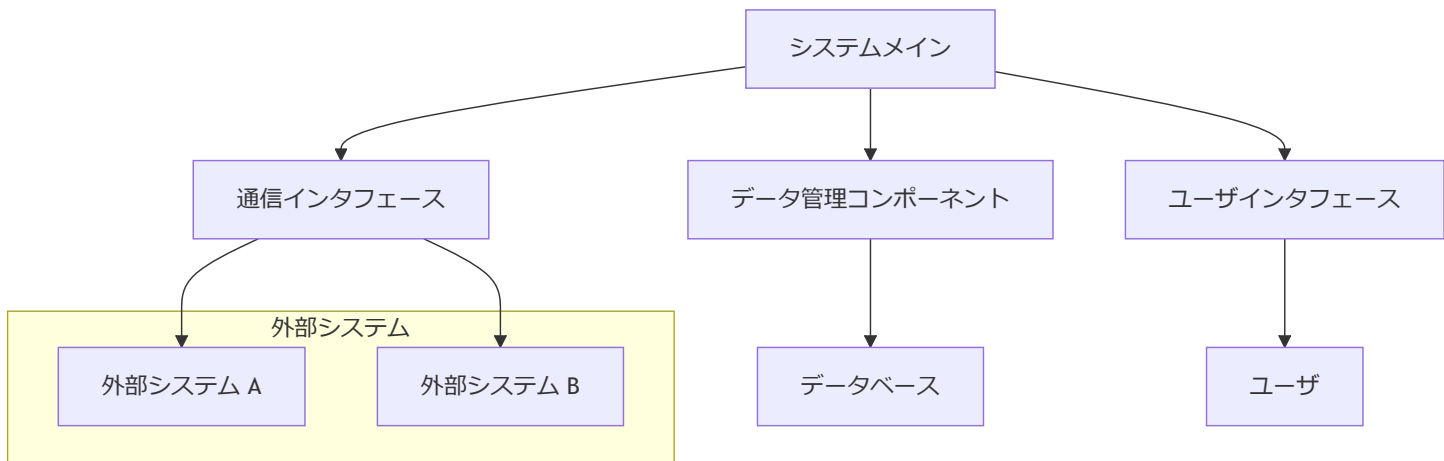 システムメイン
通信インタフェース
データ管理コンポーネント
ユーザインタフェース
外部システム
外部システム A
外部システム B
データベース
ユーザ